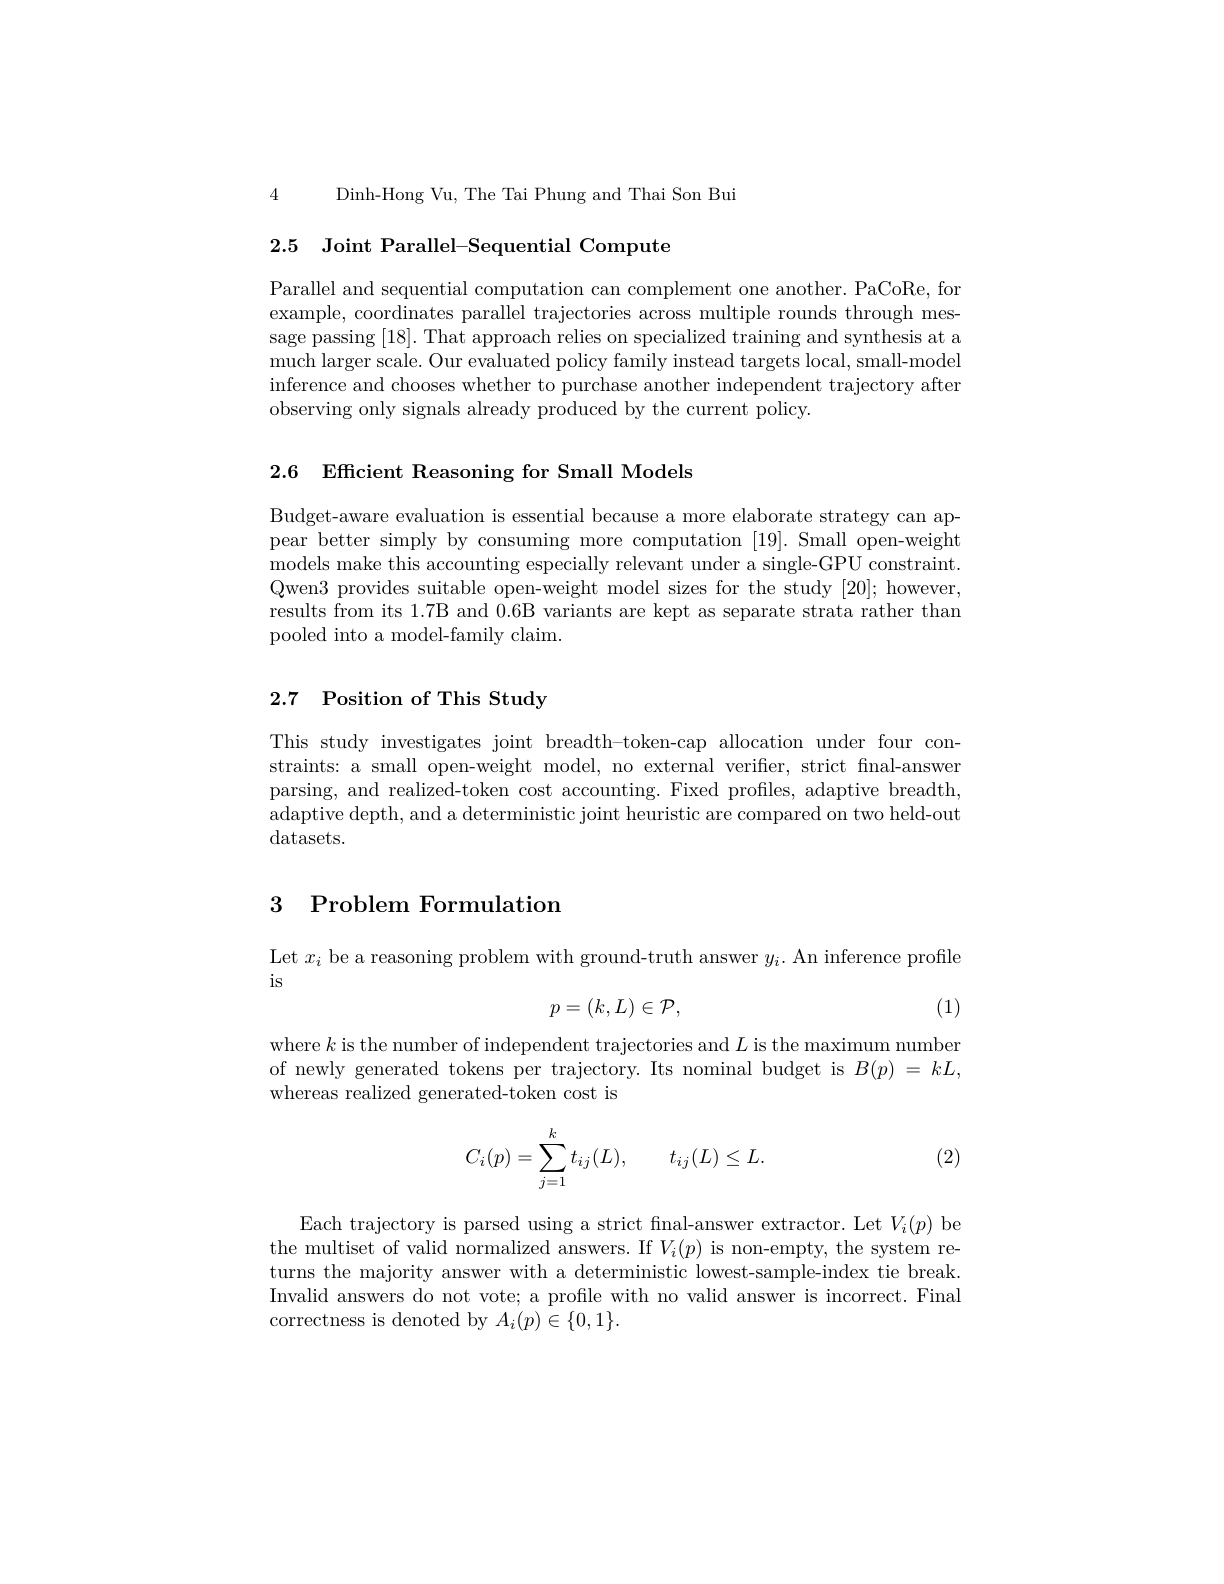 4 Dinh-Hong Vu, The Tai Phung and Thai Son Bui
2.5 Joint Parallel–Sequential Compute
Parallel and sequential computation can complement one another. PaCoRe, for
example, coordinates parallel trajectories across multiple rounds through mes-
sage passing [18]. That approach relies on specialized training and synthesis at a
much larger scale. Our evaluated policy family instead targets local, small-model
inference and chooses whether to purchase another independent trajectory after
observing only signals already produced by the current policy.
2.6 Efficient Reasoning for Small Models
Budget-aware evaluation is essential because a more elaborate strategy can ap-
pear better simply by consuming more computation [19]. Small open-weight
models make this accounting especially relevant under a single-GPU constraint.
Qwen3 provides suitable open-weight model sizes for the study [20]; however,
results from its 1.7B and 0.6B variants are kept as separate strata rather than
pooled into a model-family claim.
2.7 Position of This Study
This study investigates joint breadth–token-cap allocation under four con-
straints: a small open-weight model, no external verifier, strict final-answer
parsing, and realized-token cost accounting. Fixed profiles, adaptive breadth,
adaptive depth, and a deterministic joint heuristic are compared on two held-out
datasets.
3 Problem Formulation
Let $x_i$ be a reasoning problem with ground-truth answer $y_i$. An inference profile
is
$p = (k, L) \in \mathcal{P},$ (1)
where $k$ is the number of independent trajectories and $L$ is the maximum number
of newly generated tokens per trajectory. Its nominal budget is $B(p) = kL$,
whereas realized generated-token cost is
$C_i(p) = \sum_{j=1}^{k} t_{ij}(L), \qquad t_{ij}(L) \leq L.$ (2)
Each trajectory is parsed using a strict final-answer extractor. Let $V_i(p)$ be
the multiset of valid normalized answers. If $V_i(p)$ is non-empty, the system re-
turns the majority answer with a deterministic lowest-sample-index tie break.
Invalid answers do not vote; a profile with no valid answer is incorrect. Final
correctness is denoted by $A_i(p) \in \{0, 1\}$.